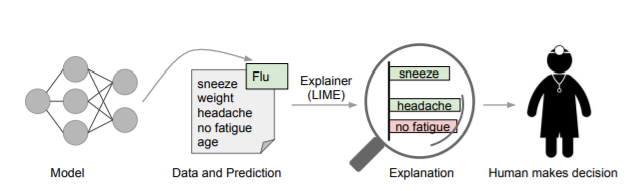 Flu
sneeze
weight
headache
no fatigue
age
Explainer
(LIME)
sneeze
headache
no fatigue
Model
Data and Prediction
Explanation
Human makes decision